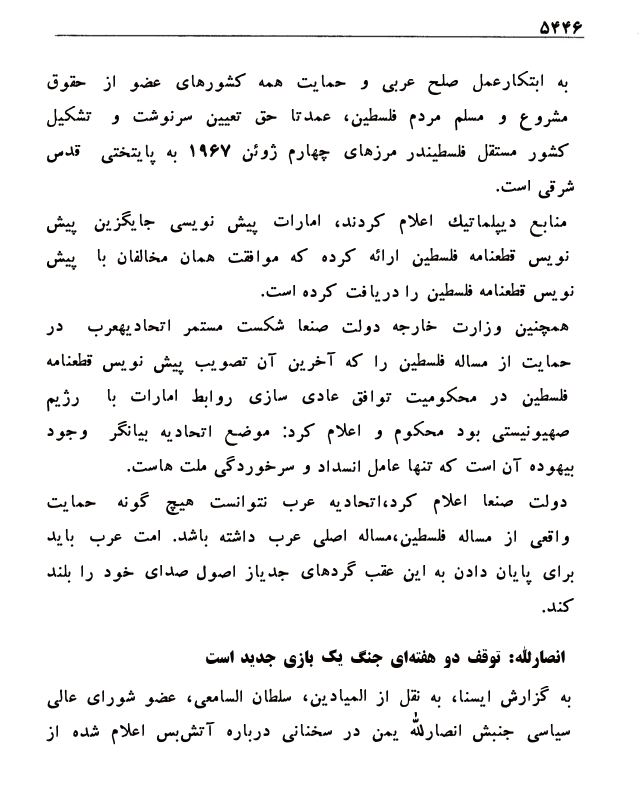 ۵۴۴۶
به ابتکارعمل صلح عربی و حمایت همه کشورهای عضو از حقوق
مشروع و مسلم مردم فلسطین، عمدتا حق تعیین سرنوشت و تشکیل
کشور مستقل فلسطیندر مرزهای چهارم ژوئن ۱۹۶۷ به پایتختی قدس
شرقی است.
منابع دیپلماتیك اعلام کردند، امارات پیش نویسی جایگزین پیش
نویس قطعنامه فلسطین ارائه کرده که موافقت همان مخالفان با پیش
نویس قطعنامه فلسطین را دریافت کرده است.
همچنین وزارت خارجه دولت صنعا شکست مستمر اتحادیهعرب در
حمایت از مساله فلسطین را که آخرین آن تصویب پیش نویس قطعنامه
فلسطین در محکومیت توافق عادی سازی روابط امارات با رژیم
صهیونیستی بود محکوم و اعلام کرد: موضع اتحادیه بیانگر وجود
بیهوده آن است که تنها عامل انسداد و سرخوردگی ملت هاست.
دولت صنعا اعلام کرد،اتحادیه عرب نتوانست هیچ گونه حمایت
واقعی از مساله فلسطین،مساله اصلی عرب داشته باشد. امت عرب باید
برای پایان دادن به این عقب گردهای جدیاز اصول صدای خود را بلند
کند.
انصارلله: توقف دو هفته‌ای جنگ یک بازی جدید است
به گزارش ایسنا، به نقل از المیادین، سلطان السامعی، عضو شورای عالی
سیاسی جنبش انصارلله یمن در سخنانی درباره آتش‌بس اعلام شده از